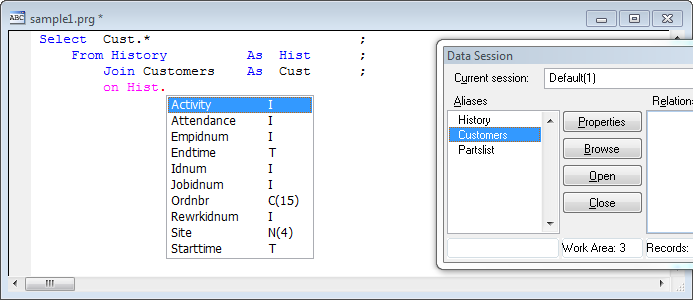 ABC sample1.prg *
Select Cust.* ;
From History As Hist ;
Join Customers As Cust ;
on Hist.
Activity I
Attendance I
Empidnum I
Endtime T
Idnum I
Jobidnum I
Ordnbr C(15)
Rewrkidnum I
Site N(4)
Starttime T
Data Session
Current session: Default(1)
Aliases
History
Customers
Partslist
Properties
Browse
Open
Close
Relation
Work Area: 3 Records: